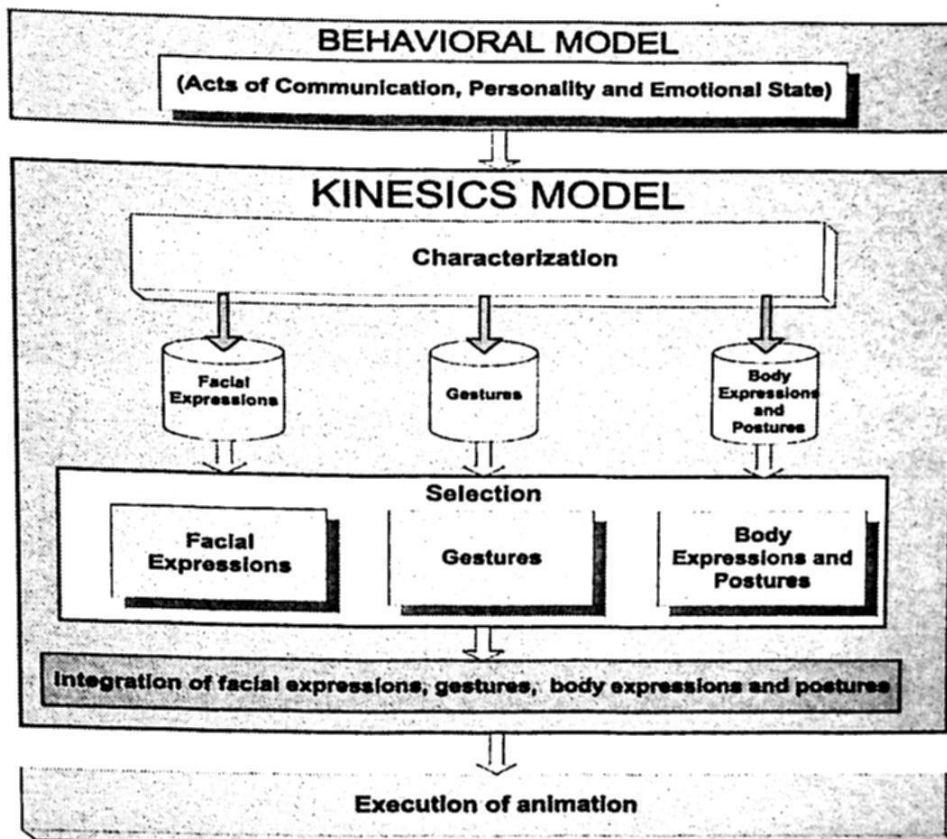 BEHAVIORAL MODEL
(Acts of Communication, Personality and Emotional State)
KINESICS MODEL
Characterization
Facial
Expressions
Gestures
Body
Expressions
and
Postures
Selection
Facial
Expressions
Gestures
Body
Expressions and
Postures
Integration of facial expressions, gestures, body expressions and postures
Execution of animation